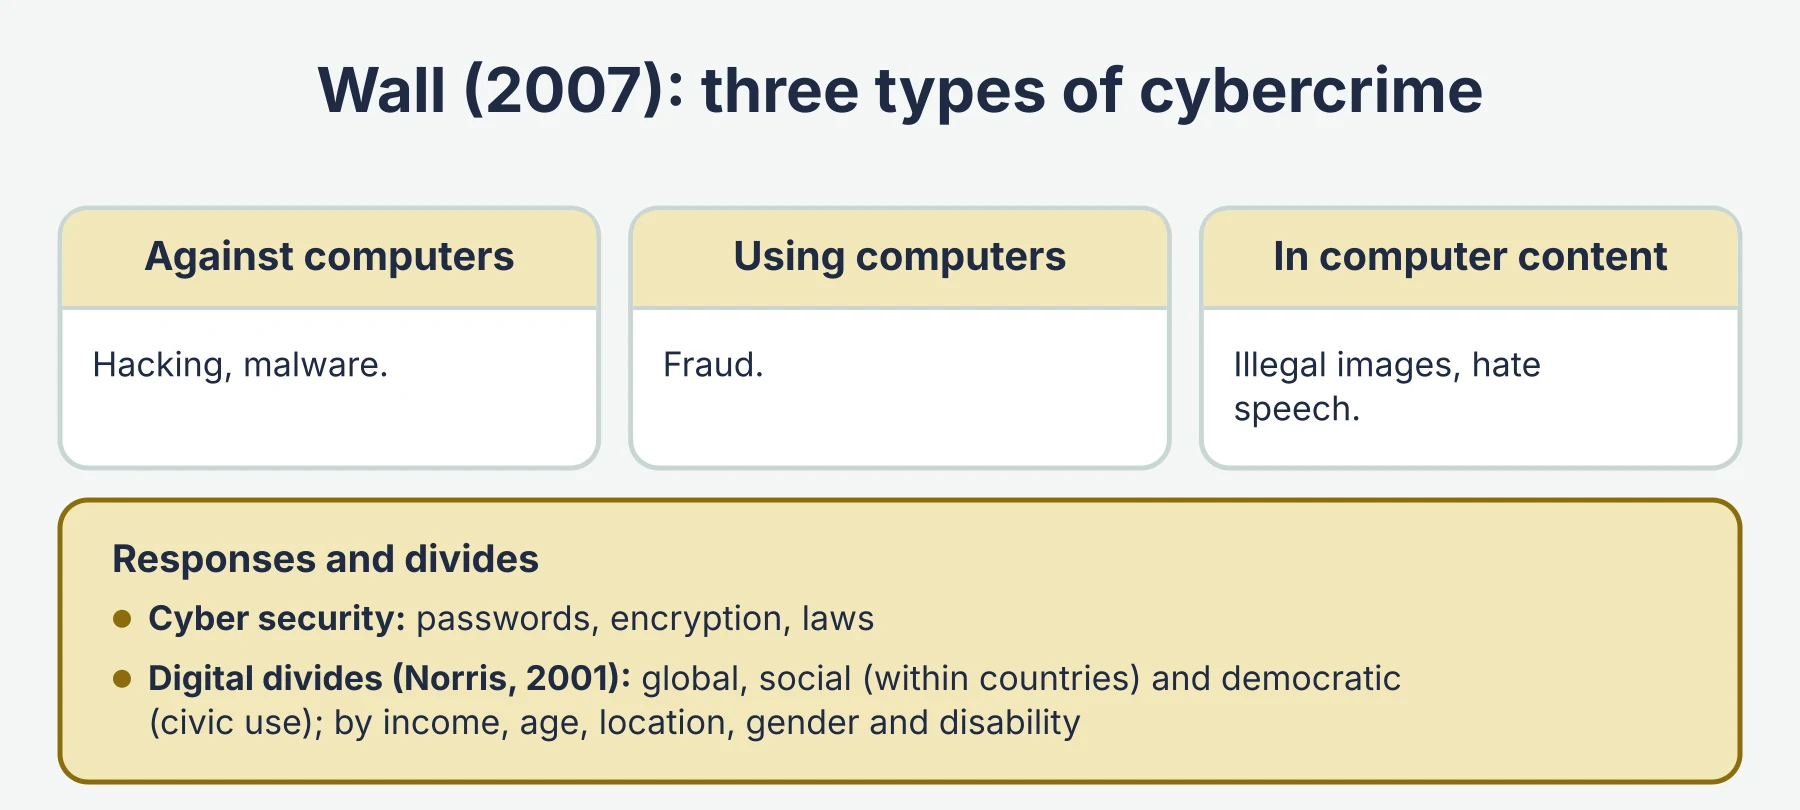 Wall (2007): three types of cybercrime
Against computers
Hacking, malware.
Using computers
Fraud.
In computer content
Illegal images, hate
speech.
Responses and divides
Cyber security: passwords, encryption, laws
Digital divides (Norris, 2001): global, social (within countries) and democratic
(civic use); by income, age, location, gender and disability